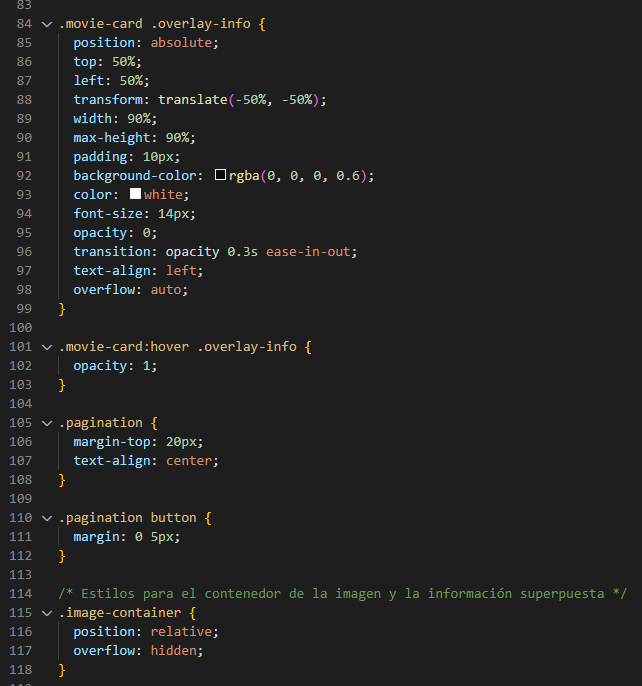 83
84 .movie-card .overlay-info {
85 position: absolute;
86 top: 50%;
87 left: 50%;
88 transform: translate(-50%, -50%);
89 width: 90%;
90 max-height: 90%;
91 padding: 10px;
92 background-color: rgba(0, 0, 0, 0.6);
93 color: white;
94 font-size: 14px;
95 opacity: 0;
96 transition: opacity 0.3s ease-in-out;
97 text-align: left;
98 overflow: auto;
99 }
100
101 .movie-card:hover .overlay-info {
102 opacity: 1;
103 }
104
105 .pagination {
106 margin-top: 20px;
107 text-align: center;
108 }
109
110 .pagination button {
111 margin: 0 5px;
112 }
113
114 /* Estilos para el contenedor de la imagen y la información superpuesta */
115 .image-container {
116 position: relative;
117 overflow: hidden;
118 }